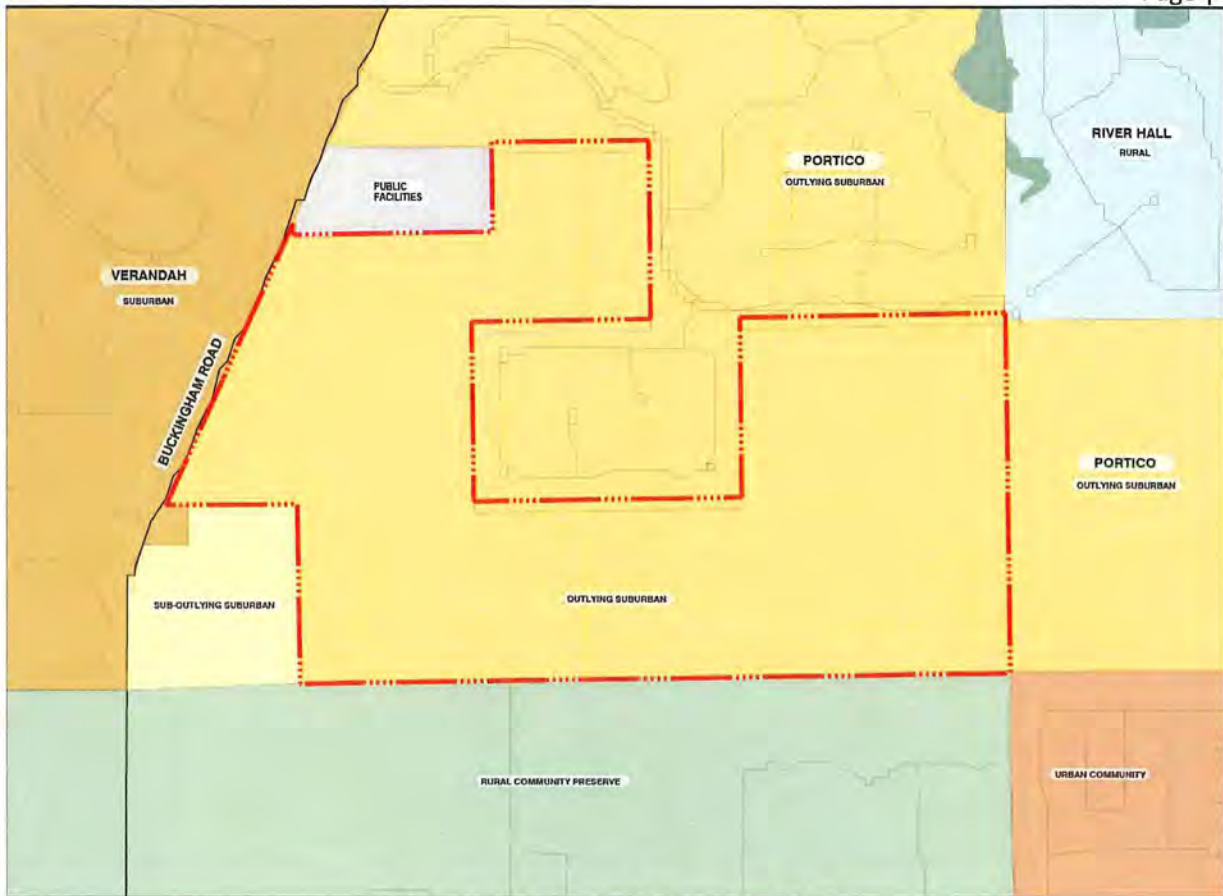 RIVER HALL
RURAL
PORTICO
OUTLYING SUBURBAN
PUBLIC
FACILITIES
VERANDAH
SUBURBAN
BUCKINGHAM ROAD
PORTICO
OUTLYING SUBURBAN
SUB-OUTLYING SUBURBAN
OUTLYING SUBURBAN
RURAL COMMUNITY PRESERVE
URBAN COMMUNITY